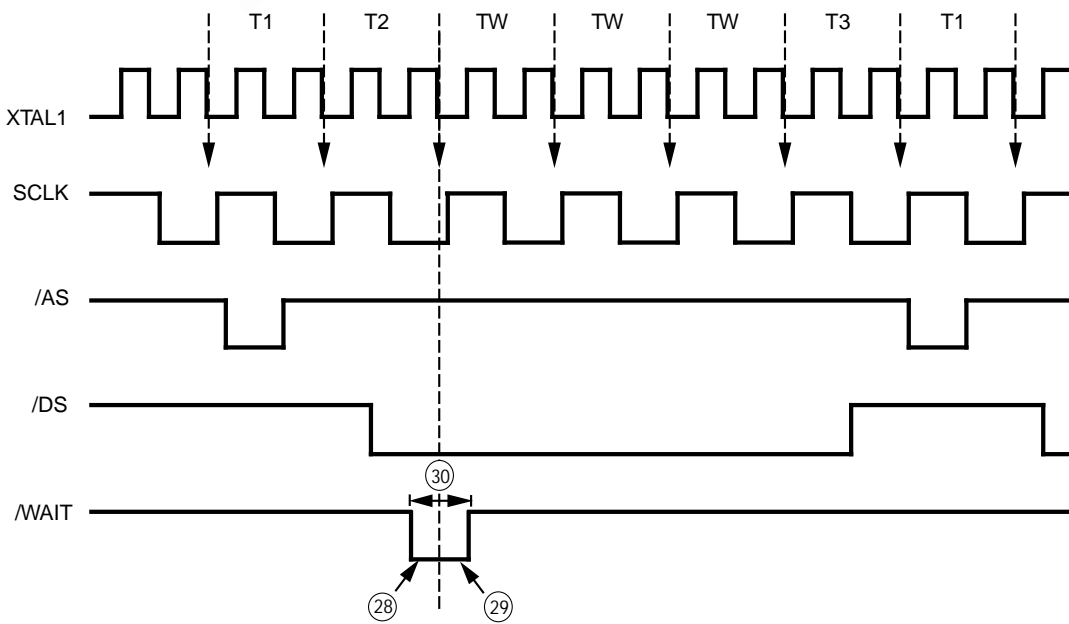 T1 T2 TW TW TW T3 T1
XTAL1
SCLK
/AS
/DS
30
/WAIT
28 29